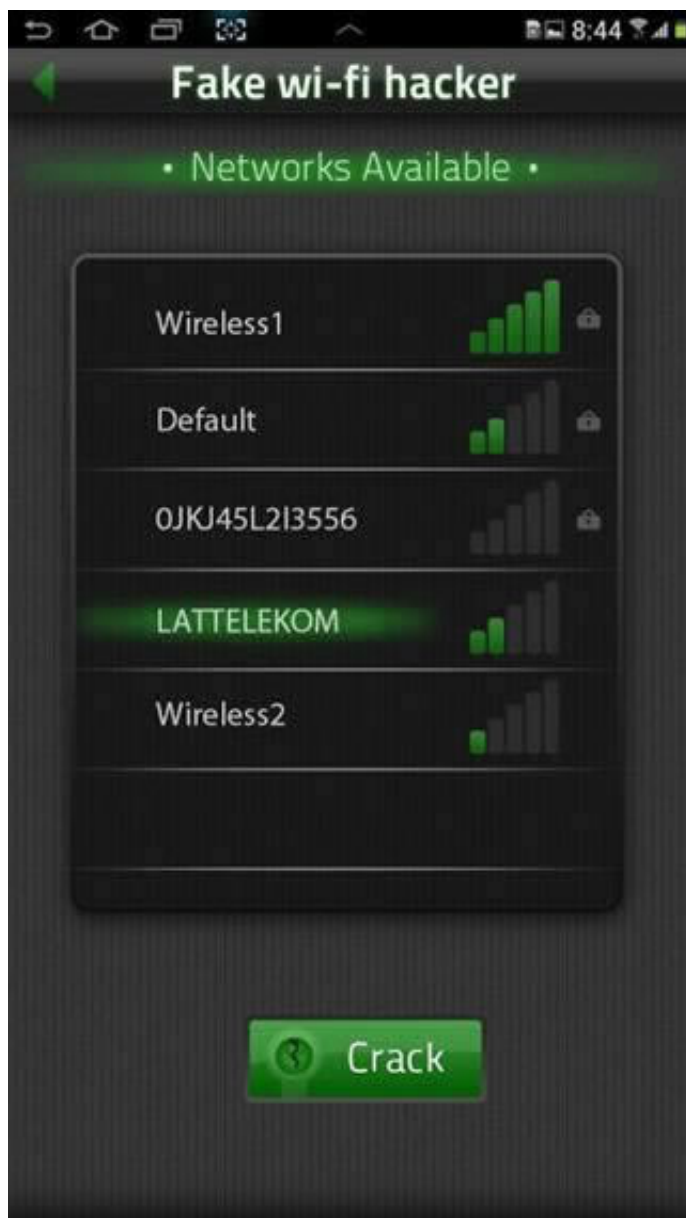 8:44
Fake wi-fi hacker
• Networks Available •
Wireless1
Default
0JKJ45L2I3556
LATTELEKOM
Wireless2
Crack